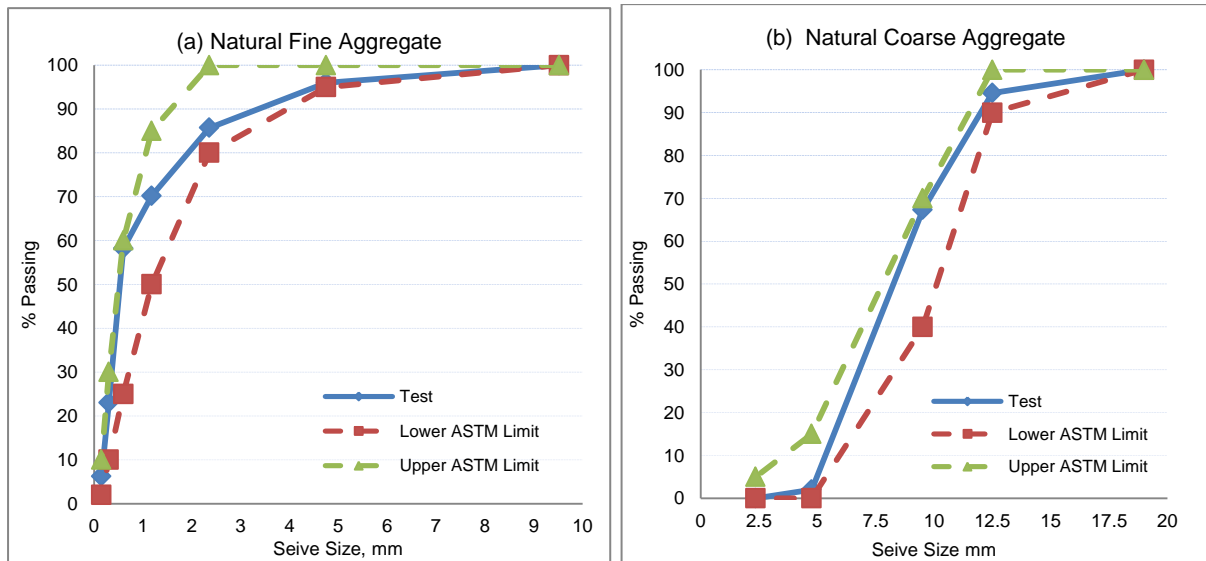 (a) Natural Fine Aggregate
100
90
80
70
60
50
40
30
20
10
0
% Passing
Test
Lower ASTM Limit
Upper ASTM Limit
0 1 2 3 4 5 6 7 8 9 10
Seive Size, mm
(b) Natural Coarse Aggregate
100
90
80
70
60
50
40
30
20
10
0
% Passing
Test
Lower ASTM Limit
Upper ASTM Limit
0 2.5 5 7.5 10 12.5 15 17.5 20
Seive Size mm